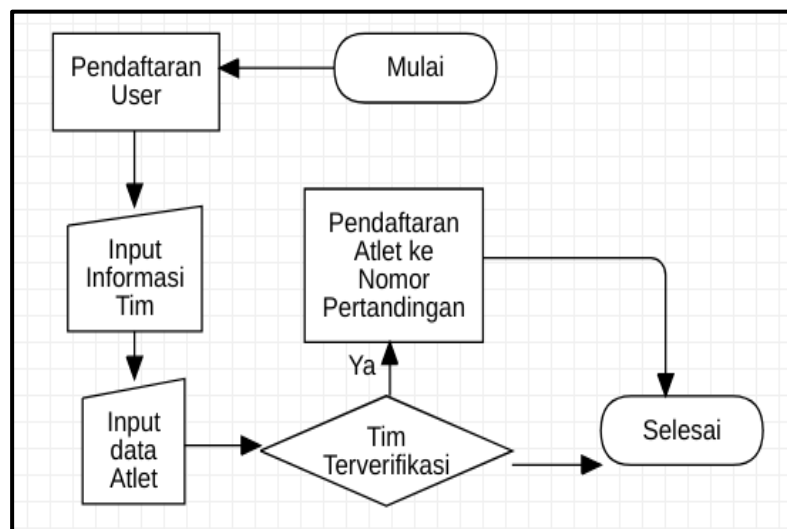 Mulai
Pendaftaran
User
Input
Informasi
Tim
Input
data
Atlet
Tim
Terverifikasi
Ya
Pendaftaran
Atlet ke
Nomor
Pertandingan
Selesai